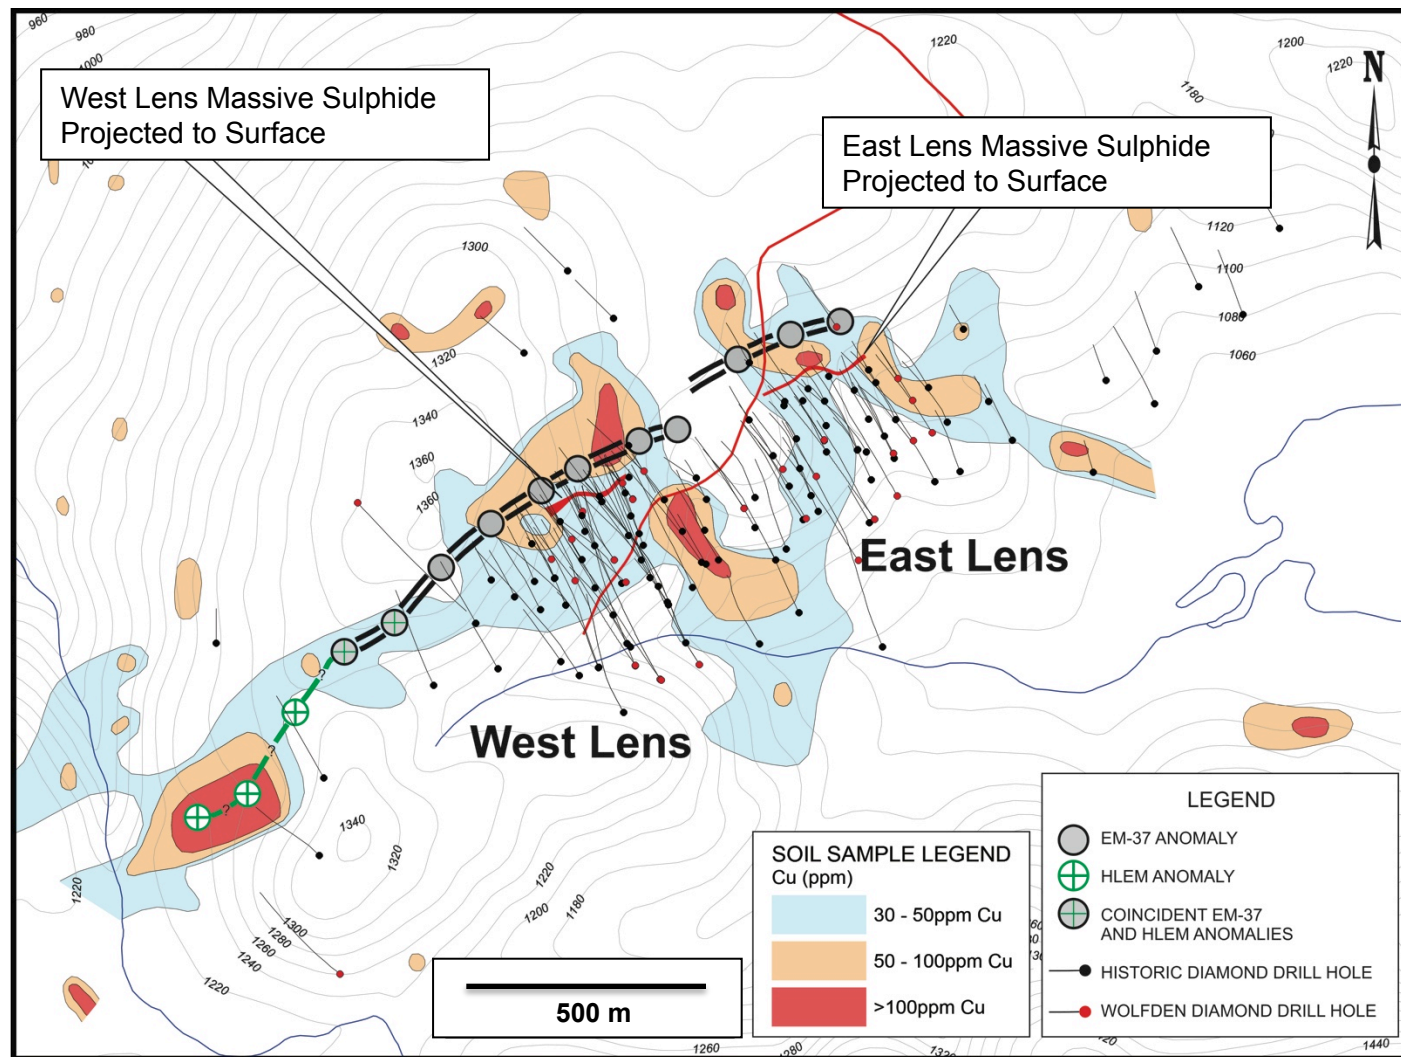 960
980
1000
1220
1200
1220
1180
N
West Lens Massive Sulphide
Projected to Surface
East Lens Massive Sulphide
Projected to Surface
1120
1100
1080
1060
1300
1320
1340
1360
1360
East Lens
West Lens
?
?
?
1340
1320
1220
1300
1280
1260
1240
1220
1220
1200
1180
LEGEND
EM-37 ANOMALY
HLEM ANOMALY
COINCIDENT EM-37
AND HLEM ANOMALIES
HISTORIC DIAMOND DRILL HOLE
WOLFDEN DIAMOND DRILL HOLE
SOIL SAMPLE LEGEND
Cu (ppm)
30 - 50ppm Cu
50 - 100ppm Cu
>100ppm Cu
500 m
1260
1280
1440